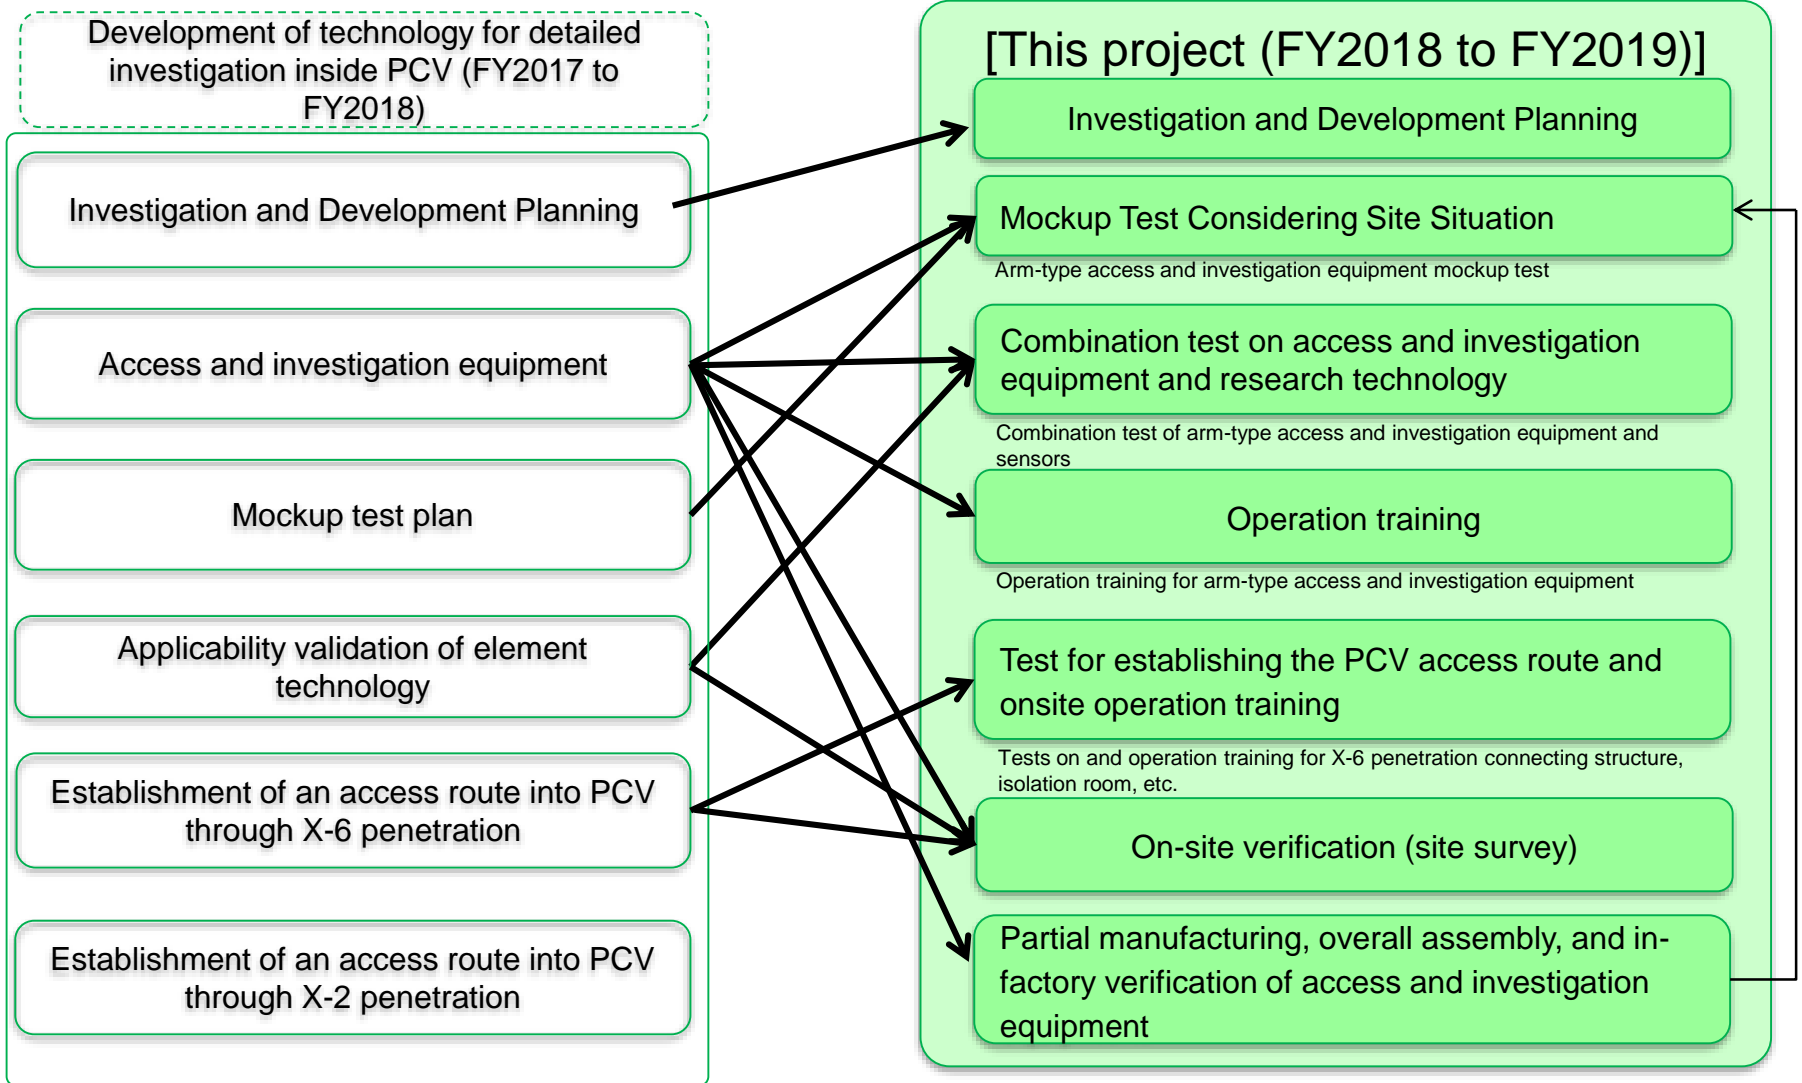 Development of technology for detailed
investigation inside PCV (FY2017 to
FY2018)
Investigation and Development Planning
Access and investigation equipment
Mockup test plan
Applicability validation of element
technology
Establishment of an access route into PCV
through X-6 penetration
Establishment of an access route into PCV
through X-2 penetration
[This project (FY2018 to FY2019)]
Investigation and Development Planning
Mockup Test Considering Site Situation
Arm-type access and investigation equipment mockup test
Combination test on access and investigation
equipment and research technology
Combination test of arm-type access and investigation equipment and
sensors
Operation training
Operation training for arm-type access and investigation equipment
Test for establishing the PCV access route and
onsite operation training
Tests on and operation training for X-6 penetration connecting structure,
isolation room, etc.
On-site verification (site survey)
Partial manufacturing, overall assembly, and in-
factory verification of access and investigation
equipment